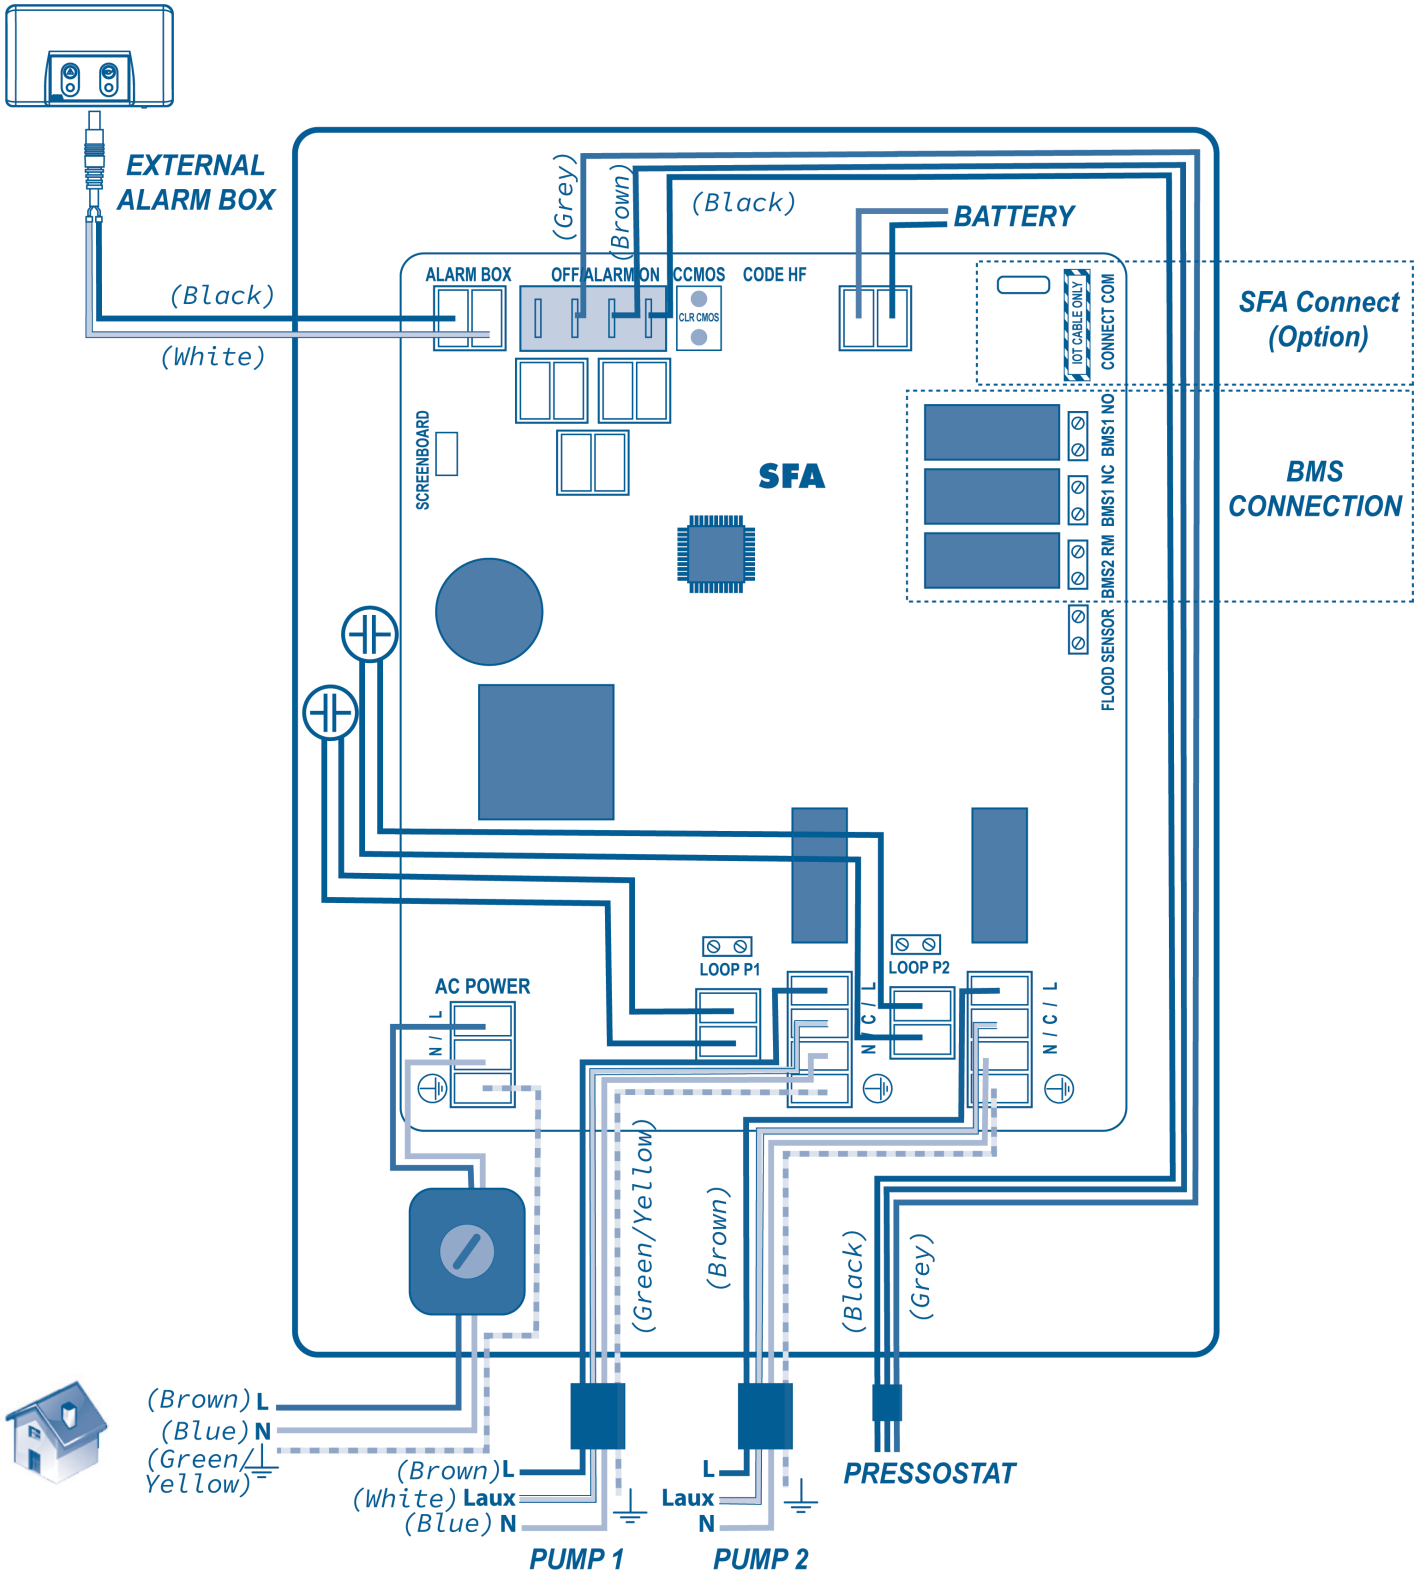 EXTERNAL
ALARM BOX
(Grey)
(Brown)
(Black)
BATTERY
(Black)
(White)
ALARM BOX
OFF/ALARM/ON
CCMOS
CODE HF
CLR CMOS
IOT CABLE ONLY
CONNECT COM
SFA Connect
(Option)
SCREENBOARD
SFA
BMS1 NO
BMS1 NC
BMS2 RM
BMS
CONNECTION
FLOOD SENSOR
LOOP P1
LOOP P2
AC POWER
N / L
N / C / L
N / C / L
(Green/Yellow)
(Brown)
(Black)
(Grey)
(Brown) L
(Blue) N
(Green/
Yellow)
(Brown) L
(White) Laux
(Blue) N
PUMP 1
L
Laux
N
PUMP 2
PRESSOSTAT